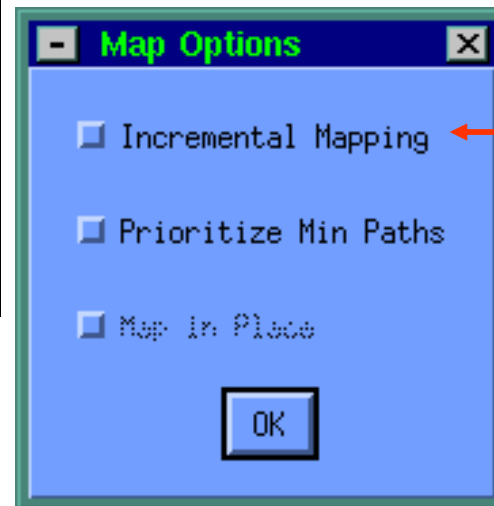 Map Options
Incremental Mapping
Prioritize Min Paths
Map in Place
OK